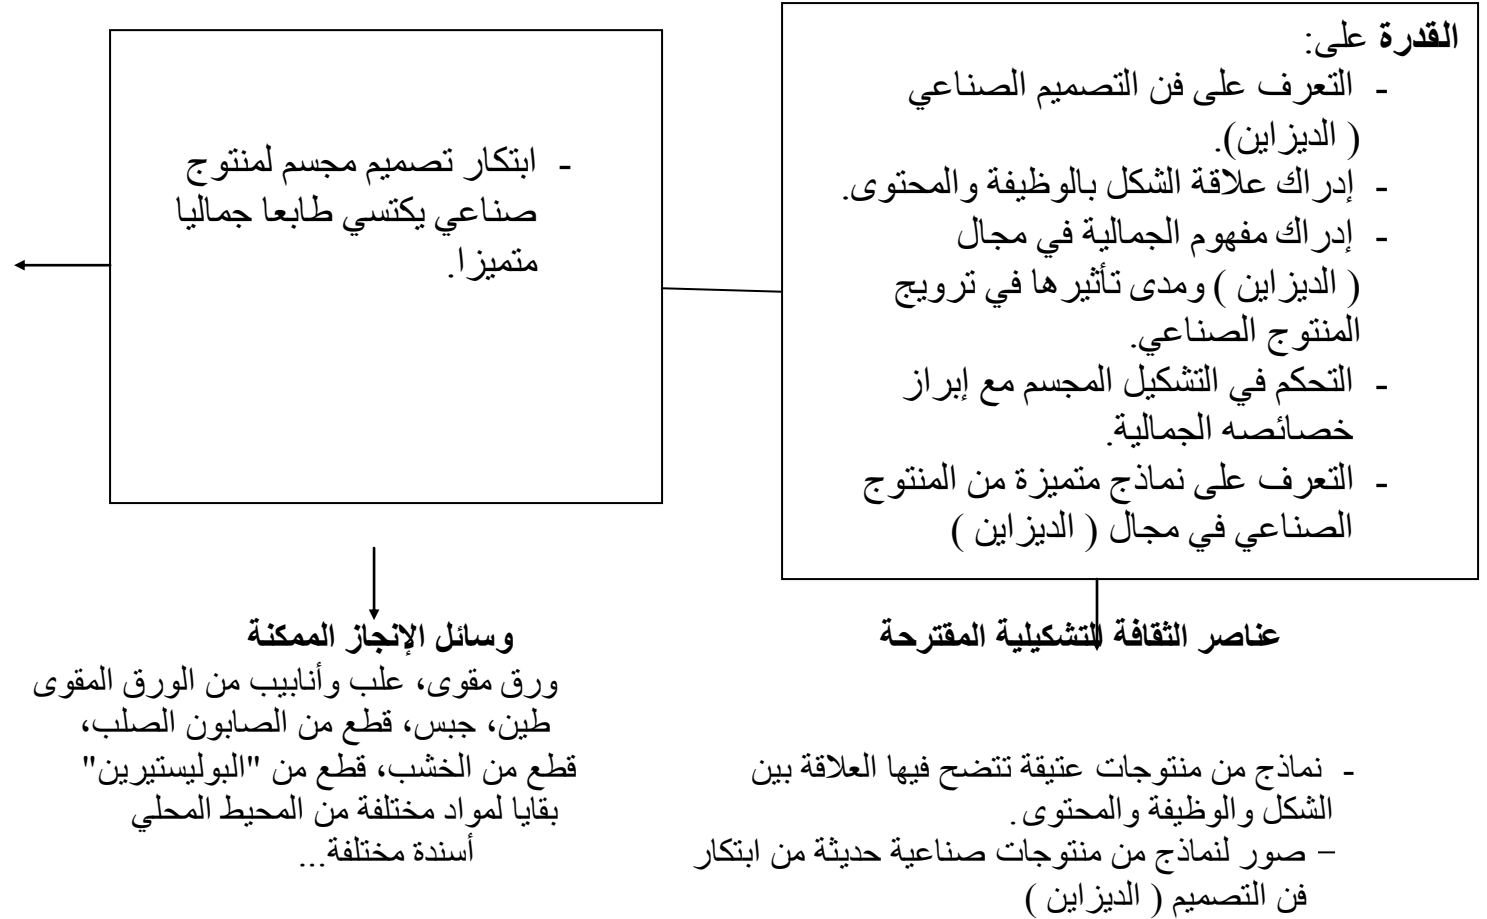 القدرة على:
- التعرف على فن التصميم الصناعي
( الديزاين).
- إدراك علاقة الشكل بالوظيفة والمحتوى.
- إدراك مفهوم الجمالية في مجال
( الديزاين ) ومدى تأثيرها في ترويج
المنتوج الصناعي.
- التحكم في التشكيل المجسم مع إبراز
خصائصه الجمالية.
- التعرف على نماذج متميزة من المنتوج
الصناعي في مجال ( الديزاين )
- ابتكار تصميم مجسم لمنتوج
صناعي يكتسي طابعا جماليا
متميزا.
عناصر الثقافة التشكيلية المقترحة
- نماذج من منتوجات عتيقة تتضح فيها العلاقة بين
الشكل والوظيفة والمحتوى.
– صور لنماذج من منتوجات صناعية حديثة من ابتكار
فن التصميم ( الديزاين )
وسائل الإنجاز الممكنة
ورق مقوى، علب وأنابيب من الورق المقوى
طين، جبس، قطع من الصابون الصلب،
قطع من الخشب، قطع من "البوليستيرين"
بقايا لمواد مختلفة من المحيط المحلي
أسندة مختلفة...